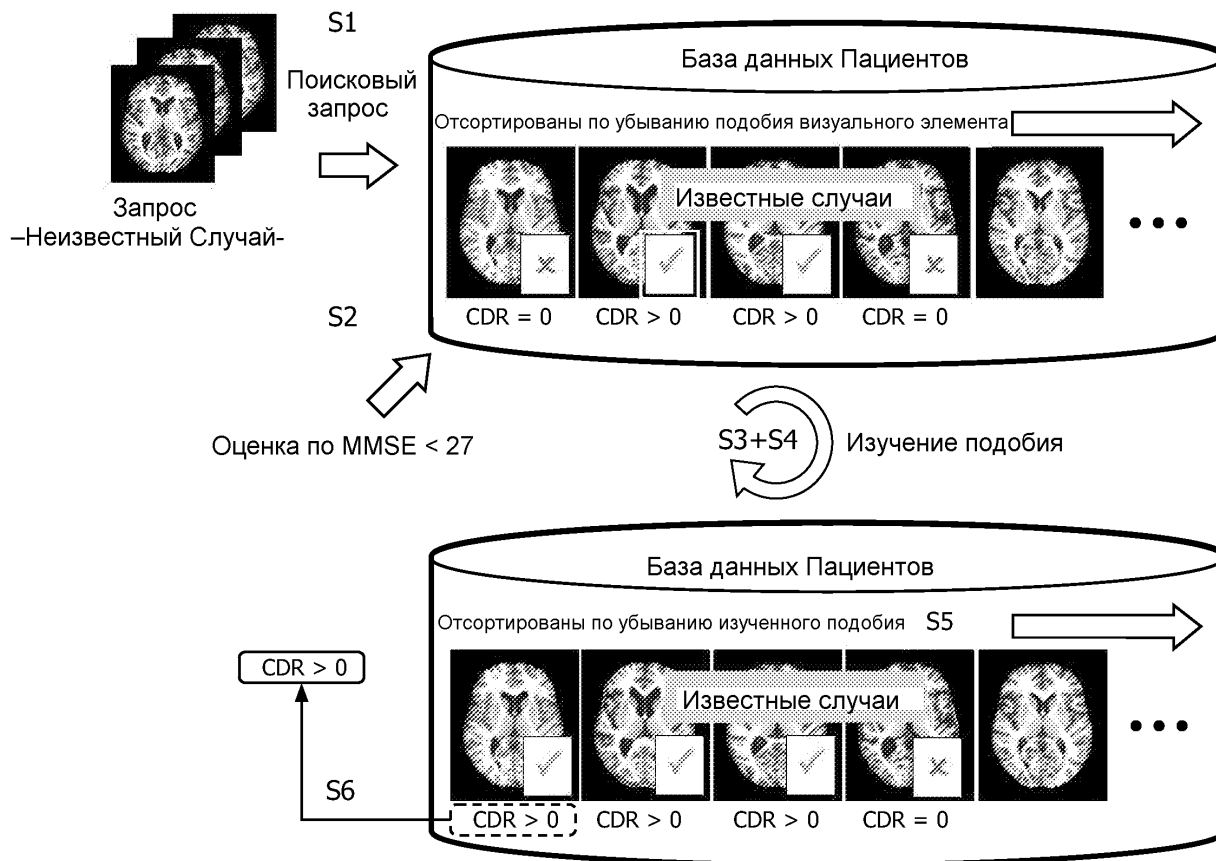 S1
Поисковый
запрос
Запрос
–Неизвестный Случай-
База данных Пациентов
Отсортированы по убыванию подобия визуального элемента
Известные случаи
CDR = 0 CDR > 0 CDR > 0 CDR = 0
S2
Оценка по MMSE < 27
S3+S4 Изучение подобия
База данных Пациентов
Отсортированы по убыванию изученного подобия S5
Известные случаи
CDR > 0
S6
CDR > 0 CDR > 0 CDR > 0 CDR = 0